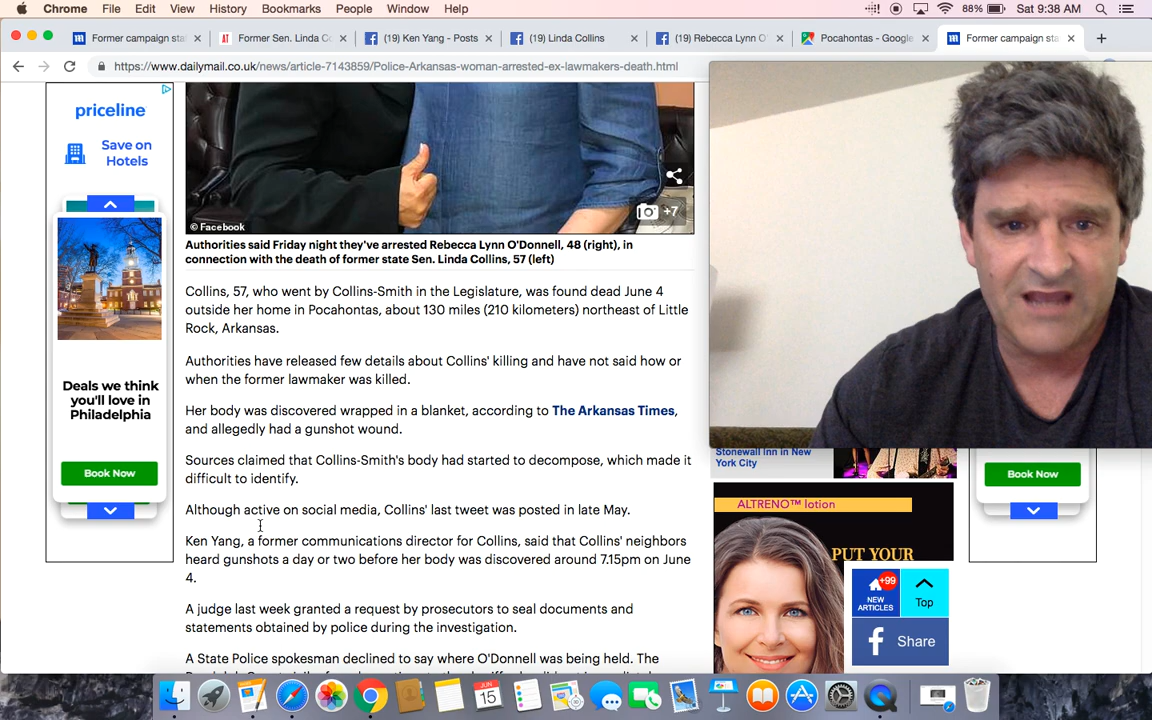 Chrome File Edit View History Bookmarks People Window Help
88% Sat 9:38 AM
Former campaign sta
Former Sen. Linda C
(19) Ken Yang - Posts
(19) Linda Collins
(19) Rebecca Lynn O'
Pocahontas - Google
Former campaign sta
https://www.dailymail.co.uk/news/article-7143859/Police-Arkansas-woman-arrested-ex-lawmakers-death.html
priceline
Save on
Hotels
Deals we think
you'll love in
Philadelphia
Book Now
+7
© Facebook
Authorities said Friday night they've arrested Rebecca Lynn O'Donnell, 48 (right), in
connection with the death of former state Sen. Linda Collins, 57 (left)
Collins, 57, who went by Collins-Smith in the Legislature, was found dead June 4
outside her home in Pocahontas, about 130 miles (210 kilometers) northeast of Little
Rock, Arkansas.
Authorities have released few details about Collins' killing and have not said how or
when the former lawmaker was killed.
Her body was discovered wrapped in a blanket, according to The Arkansas Times,
and allegedly had a gunshot wound.
Sources claimed that Collins-Smith's body had started to decompose, which made it
difficult to identify.
Although active on social media, Collins' last tweet was posted in late May.
Ken Yang, a former communications director for Collins, said that Collins' neighbors
heard gunshots a day or two before her body was discovered around 7.15pm on June
4.
A judge last week granted a request by prosecutors to seal documents and
statements obtained by police during the investigation.
A State Police spokesman declined to say where O'Donnell was being held. The
Stonewall Inn in New
York City
ALTRENO™ lotion
PUT YOUR
+99
NEW
ARTICLES
Top
Share
Book Now
JUN
15